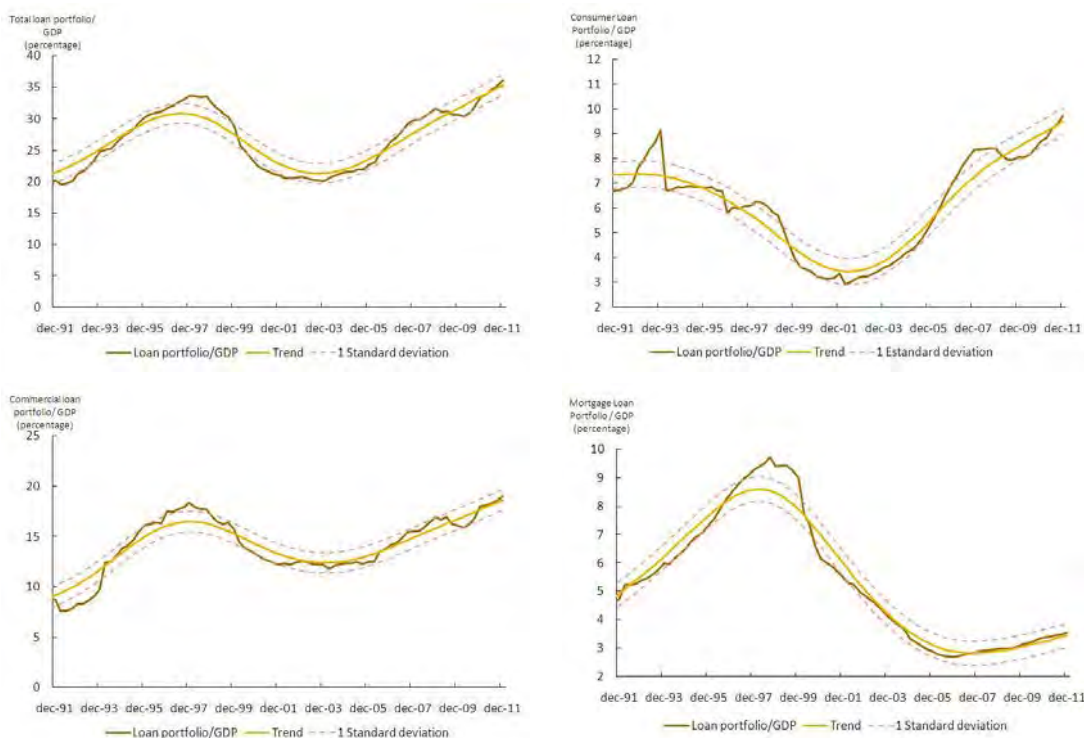 Total loan portfolio/
GDP
(percentage)
40
35
30
25
20
15
10
5
0
dec-91 dec-93 dec-95 dec-97 dec-99 dec-01 dec-03 dec-05 dec-07 dec-09 dec-11
Loan portfolio/GDP Trend 1 Standard deviation
Consumer Loan
Portfolio / GDP
(percentage)
12
11
10
9
8
7
6
5
4
3
2
dec-91 dec-93 dec-95 dec-97 dec-99 dec-01 dec-03 dec-05 dec-07 dec-09 dec-11
Loan portfolio/GDP Trend 1 Estandard deviation
Commercial loan
portfolio/ GDP
(percentage)
25
20
15
10
5
0
dec-91 dec-93 dec-95 dec-97 dec-99 dec-01 dec-03 dec-05 dec-07 dec-09 dec-11
Loan portfolio/GDP Trend 1 Standard deviation
Mortgage Loan
Portfolio / GDP
(percentage)
10
9
8
7
6
5
4
3
2
dec-91 dec-93 dec-95 dec-97 dec-99 dec-01 dec-03 dec-05 dec-07 dec-09 dec-11
Loan portfolio/GDP Trend 1 Standard deviation